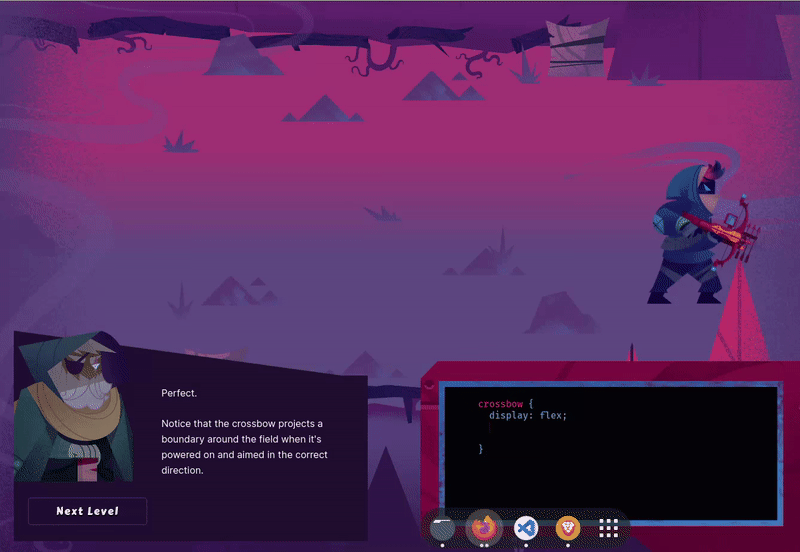 Perfect.
Notice that the crossbow projects a
boundary around the field when it's
powered on and aimed in the correct
direction.
Next Level
crossbow {
display: flex;
}